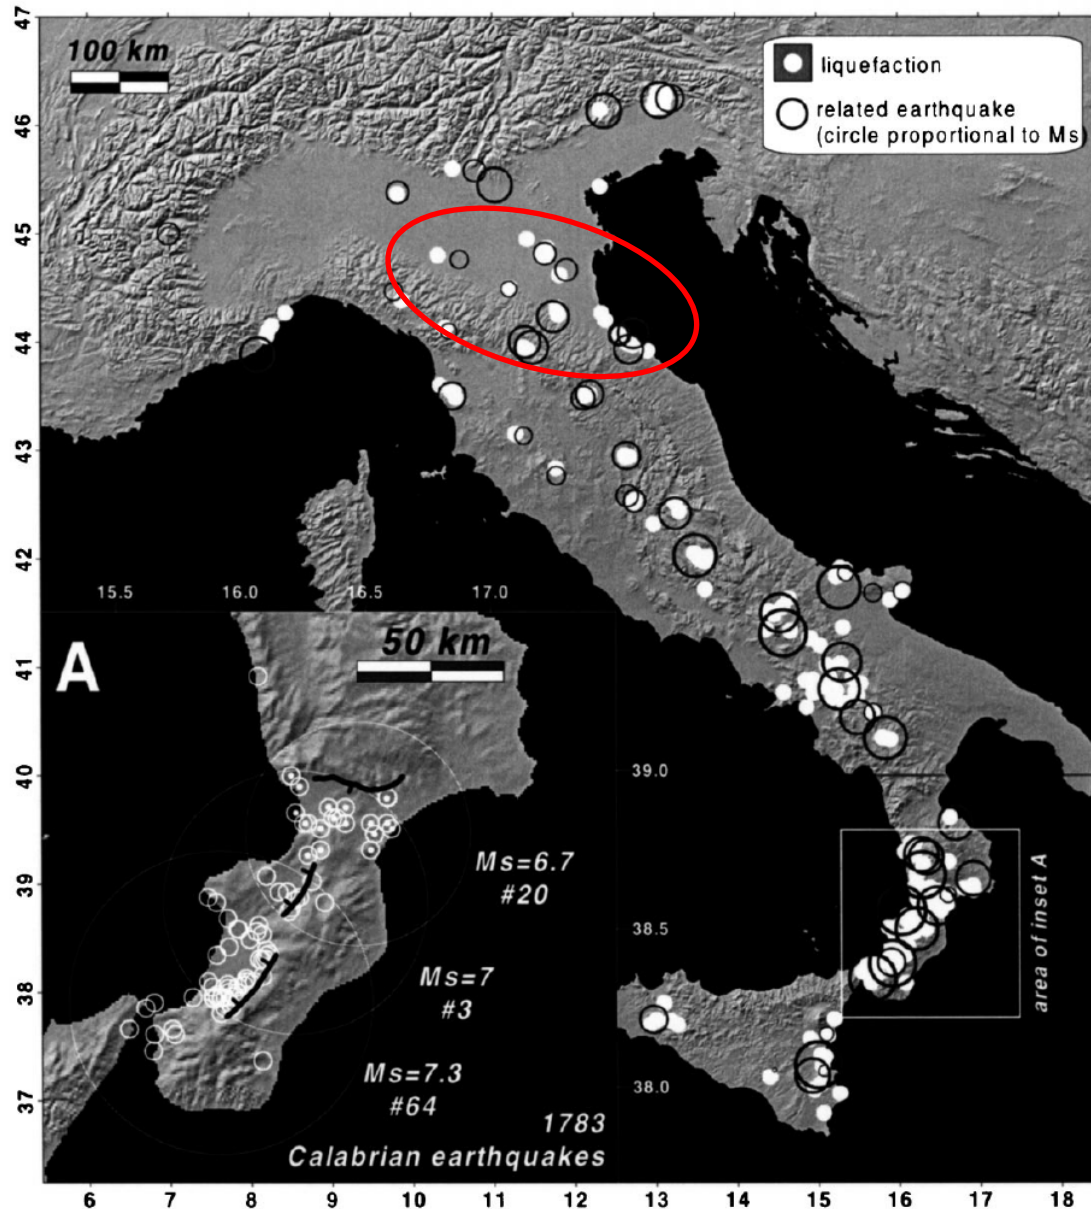 100 km
liquefaction
related earthquake
(circle proportional to Ms)
47
46
45
44
43
42
41
40
39
38
37
15.5 16.0 16.5 17.0
A
50 km
39.0
38.5
38.0
Ms=6.7
#20
Ms=7
#3
Ms=7.3
#64
1783
Calabrian earthquakes
area of inset A
6 7 8 9 10 11 12 13 14 15 16 17 18